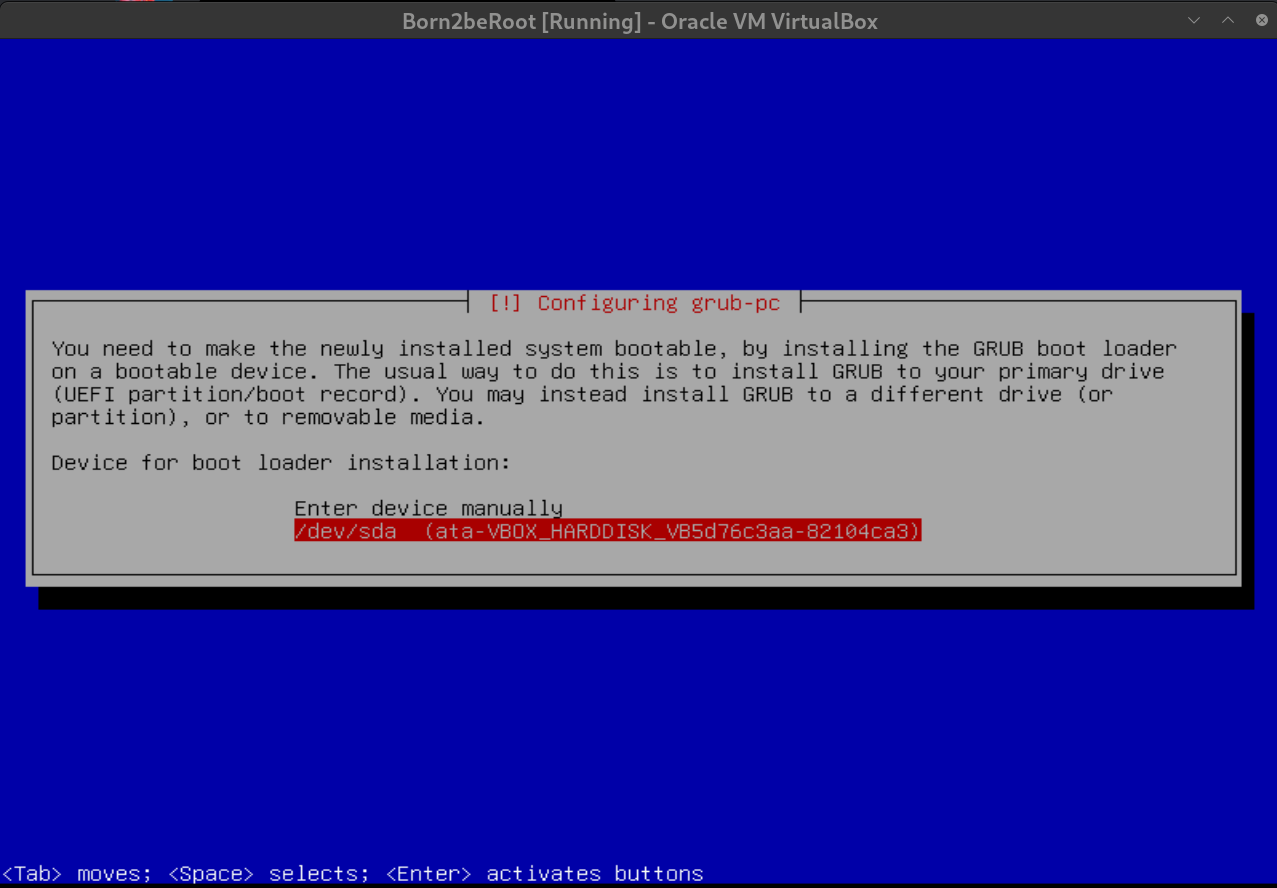 Born2beRoot [Running] - Oracle VM VirtualBox
[!] Configuring grub-pc
You need to make the newly installed system bootable, by installing the GRUB boot loader
on a bootable device. The usual way to do this is to install GRUB to your primary drive
(UEFI partition/boot record). You may instead install GRUB to a different drive (or
partition), or to removable media.
Device for boot loader installation:
Enter device manually
/dev/sda  (ata-VBOX_HARDDISK_VB5d76c3aa-82104ca3)
<Tab> moves; <Space> selects; <Enter> activates buttons